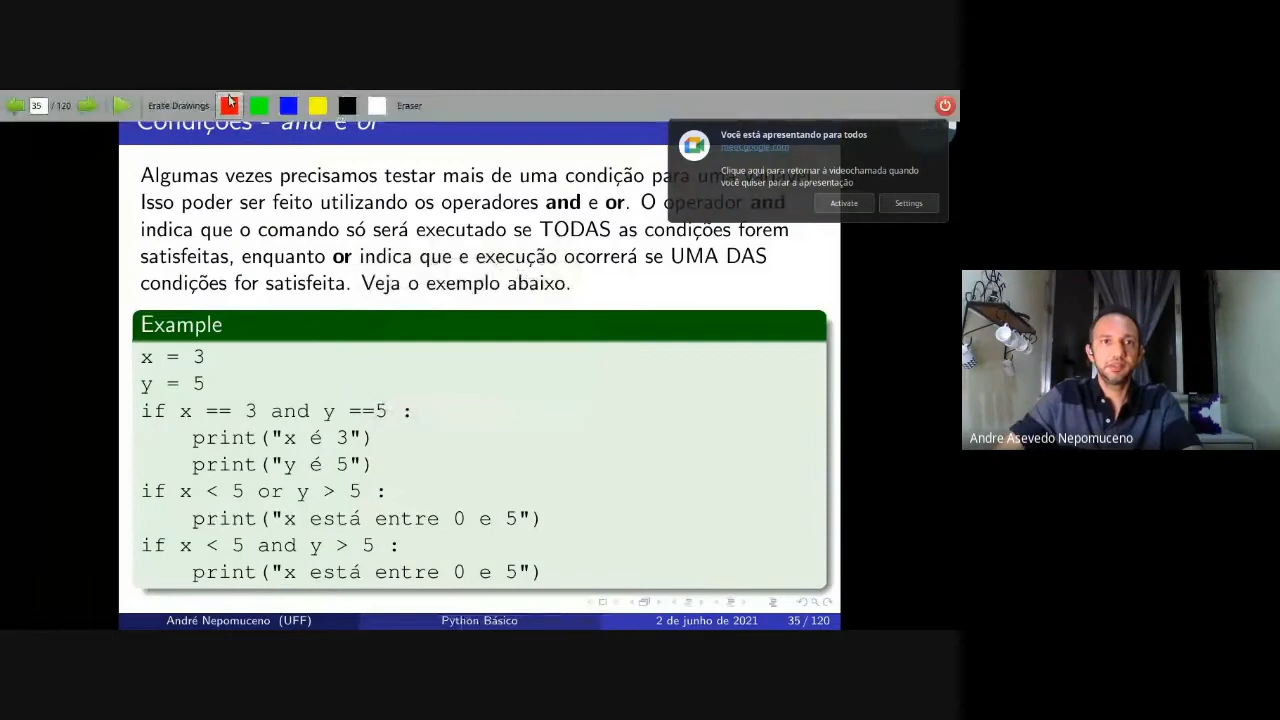 35 / 120 Erase Drawings Eraser
Condições - and e or
Você está apresentando para todos
meet.google.com
Clique aqui para retornar à videochamada quando
você quiser parar a apresentação
Activate Settings
Algumas vezes precisamos testar mais de uma condição para uma
Isso poder ser feito utilizando os operadores and e or. O operador and
indica que o comando só será executado se TODAS as condições forem
satisfeitas, enquanto or indica que e execução ocorrerá se UMA DAS
condições for satisfeita. Veja o exemplo abaixo.
Example
x = 3
y = 5
if x == 3 and y ==5 :
print("x é 3")
print("y é 5")
if x < 5 or y > 5 :
print("x está entre 0 e 5")
if x < 5 and y > 5 :
print("x está entre 0 e 5")
André Nepomuceno (UFF) Python Básico 2 de junho de 2021 35 / 120
Andre Asevedo Nepomuceno